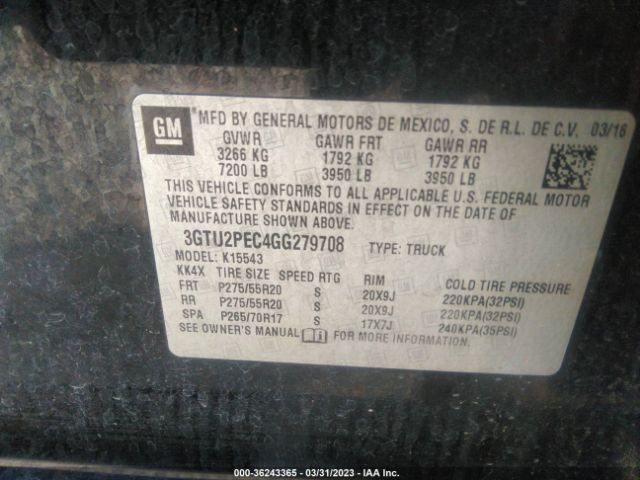 GM MFD BY GENERAL MOTORS DE MEXICO, S. DE R.L. DE C.V. 03/16
GVWR GAWR FRT GAWR RR
3266 KG 1792 KG 1792 KG
7200 LB 3950 LB 3950 LB
THIS VEHICLE CONFORMS TO ALL APPLICABLE U.S. FEDERAL MOTOR
VEHICLE SAFETY STANDARDS IN EFFECT ON THE DATE OF
MANUFACTURE SHOWN ABOVE.
3GTU2PEC4GG279708 TYPE: TRUCK
MODEL: K15543
KK4X TIRE SIZE SPEED RTG RIM COLD TIRE PRESSURE
FRT P275/55R20 S 20X9J 220KPA(32PSI)
RR P275/55R20 S 20X9J 220KPA(32PSI)
SPA P265/70R17 S 17X7J 240KPA(35PSI)
SEE OWNER'S MANUAL FOR MORE INFORMATION.
000-36243365 - 03/31/2023 - IAA Inc.